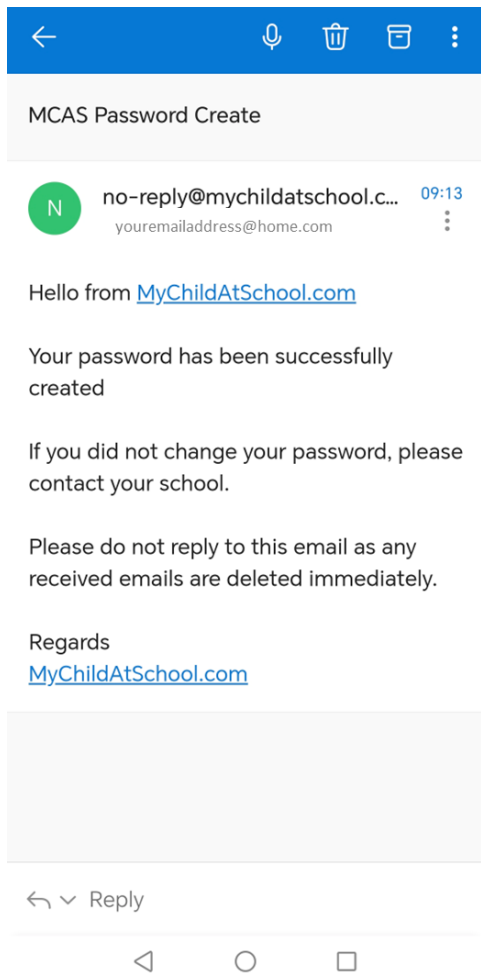 MCAS Password Create
N
no-reply@mychildatschool.c...
09:13
youremailaddress@home.com
Hello from MyChildAtSchool.com
Your password has been successfully
created
If you did not change your password, please
contact your school.
Please do not reply to this email as any
received emails are deleted immediately.
Regards
MyChildAtSchool.com
Reply